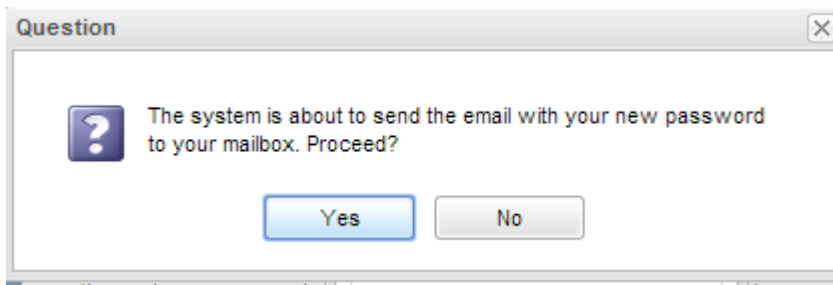 Question
The system is about to send the email with your new password
to your mailbox. Proceed?
Yes
No